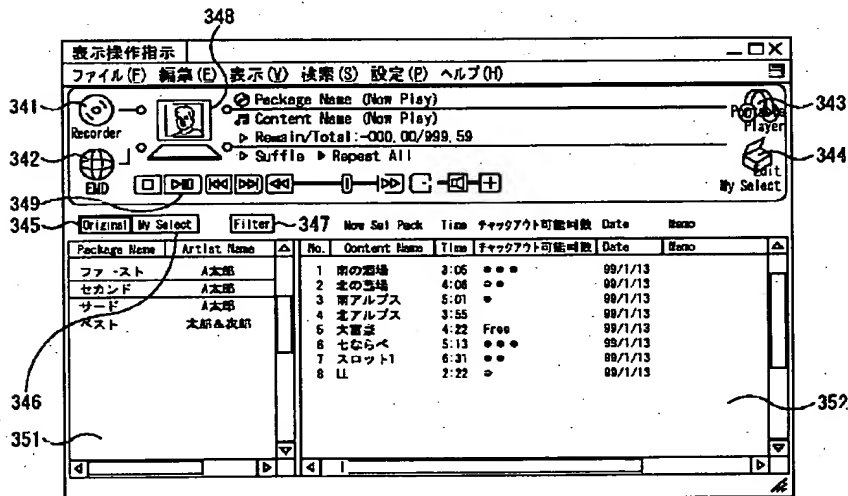 348
表示操作指示
ファイル(F) 編集(E) 表示(V) 検索(S) 設定(P) ヘルプ(H)
341
Recorder
Package Name (Now Play)
Content Name (Now Play)
Remain/Total:-000.00/999.59
Suffle Repeat All
343
Player
342
EMD
344
Edit
My Select
349
345
Original My Select Filter 347
Now Sel Pack Time チャックアウト可能回数 Date Memo
Package Name Artist Name
No. Content Name Time チャックアウト可能回数 Date Memo
ファースト A太郎
セカンド A太郎
サード A太郎
ベスト 太郎&次郎
1 南の酒場 3:05 99/1/13
2 北の 4:08 99/1/13
3 南アルプス 5:01 99/1/13
4 北アルプス 3:55 99/1/13
5 4:22 Free 99/1/13
6 七ならべ 5:13 99/1/13
7 スロット1 6:31 99/1/13
8 LL 2:22 99/1/13
346
351
352